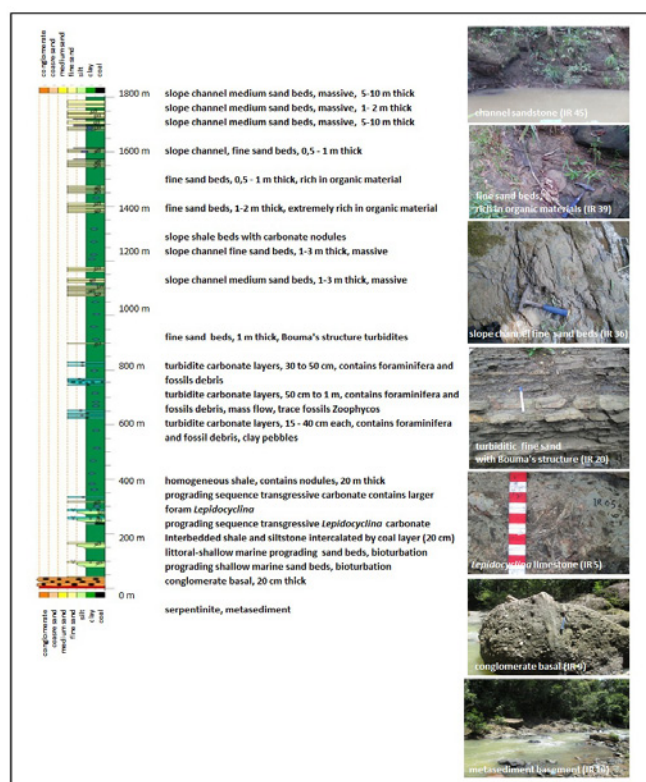 conglomerate
coarse sand
medium sand
fine sand
silt
clay
coal
1800 m
slope channel medium sand beds, massive, 5-10 m thick
slope channel medium sand beds, massive, 1- 2 m thick
slope channel medium sand beds, massive, 5-10 m thick
1600 m
slope channel, fine sand beds, 0,5 - 1 m thick
fine sand beds, 0,5 - 1 m thick, rich in organic material
1400 m
fine sand beds, 1-2 m thick, extremely rich in organic material
slope shale beds with carbonate nodules
1200 m
slope channel fine sand beds, 1-3 m thick, massive
slope channel medium sand beds, 1-3 m thick, massive
1000 m
fine sand  beds, 1 m thick, Bouma's structure turbidites
800 m
turbidite carbonate layers, 30 to 50 cm, contains foraminifera and
fossils debris
turbidite carbonate layers, 50 cm to 1 m, contains foraminifera and
fossils debris, mass flow, trace fossils Zoophycos
600 m
turbidite carbonate layers, 15 - 40 cm each, contains foraminifera
and fossil debris, clay pebbles
400 m
homogeneous shale, contains nodules, 20 m thick
prograding sequence transgressive carbonate contains larger
foram Lepidocyclina
prograding sequence transgressive Lepidocyclina carbonate
200 m
Interbedded shale and siltstone intercalated by coal layer (20 cm)
littoral-shallow marine prograding  sand beds, bioturbation
prograding shallow marine sand beds, bioturbation
conglomerate basal, 20cm thick
0 m
serpentinite, metasediment
conglomerate
coarse sand
medium sand
fine sand
silt
clay
coal
channel sandstone (IR 45)
fine sand beds,
rich in organic materials (IR 39)
slope channel fine  sand beds (IR 36)
turbiditic  fine sand
with Bouma's structure (IR 20)
IR 05
Lepidocyclina limestone (IR 5)
conglomerate basal (IR 9)